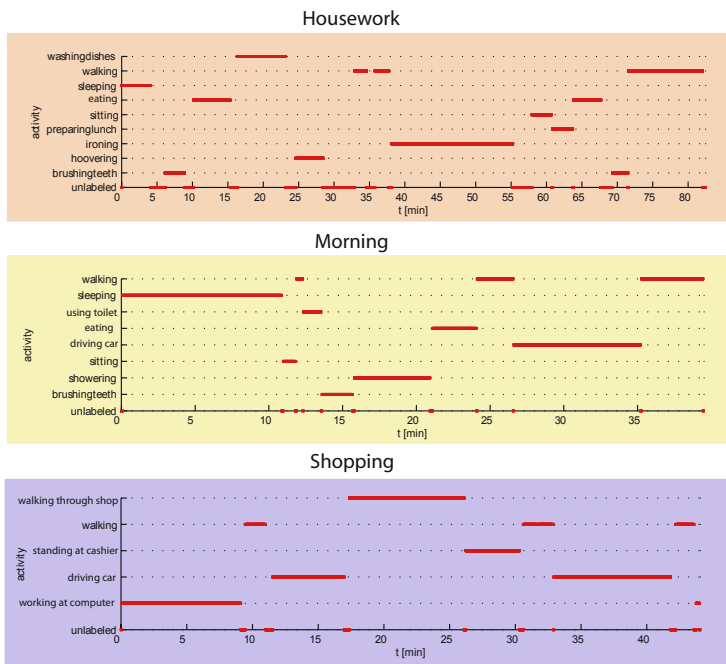 Housework
washingdishes
walking
sleeping
eating
sitting
preparinglunch
ironing
hoovering
brushingteeth
unlabeled
activity
0 5 10 15 20 25 30 35 40 45 50 55 60 65 70 75 80
t [min]
Morning
walking
sleeping
using toilet
eating
driving car
sitting
showering
brushingteeth
unlabeled
activity
0 5 10 15 20 25 30 35
t [min]
Shopping
walking through shop
walking
standing at cashier
driving car
working at computer
unlabeled
activity
0 5 10 15 20 25 30 35 40
t [min]